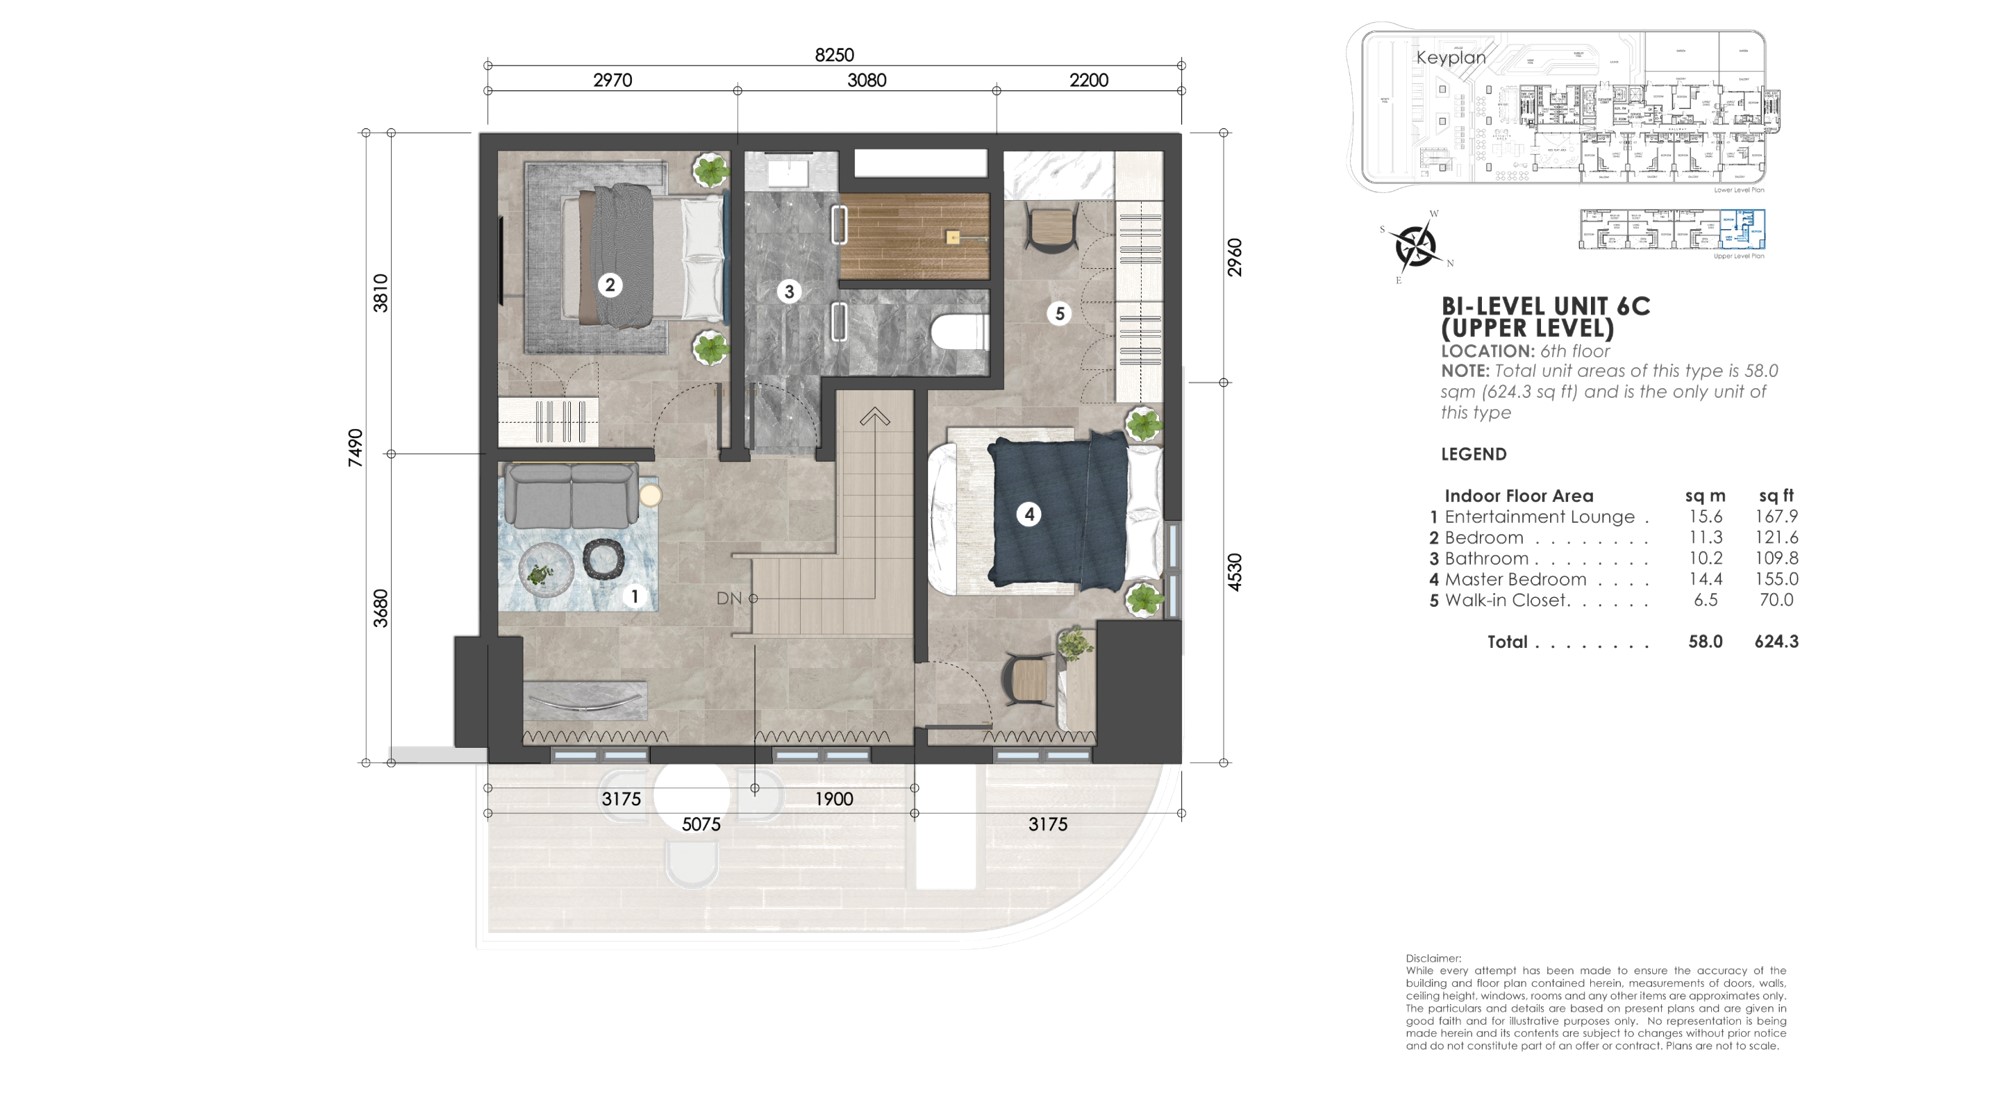 8250
2970 3080 2200
3810
7490
3680
2960
4530
2
3
5
4
1
DN
3175 1900
5075 3175
Keyplan
Lower Level Plan
W
S
N
E
Upper Level Plan
BI-LEVEL UNIT 6C
(UPPER LEVEL)
LOCATION: 6th floor
NOTE: Total unit areas of this type is 58.0
sqm (624.3 sq ft) and is the only unit of
this type
LEGEND
Indoor Floor Area sq m sq ft
1 Entertainment Lounge . 15.6 167.9
2 Bedroom . . . . . . . . 11.3 121.6
3 Bathroom . . . . . . . . 10.2 109.8
4 Master Bedroom . . . . 14.4 155.0
5 Walk-in Closet. . . . . . 6.5 70.0
Total . . . . . . . . 58.0 624.3
Disclaimer:
While every attempt has been made to ensure the accuracy of the
building and floor plan contained herein, measurements of doors, walls,
ceiling height, windows, rooms and any other items are approximates only.
The particulars and details are based on present plans and are given in
good faith and for illustrative purposes only. No representation is being
made herein and its contents are subject to changes without prior notice
and do not constitute part of an offer or contract. Plans are not to scale.